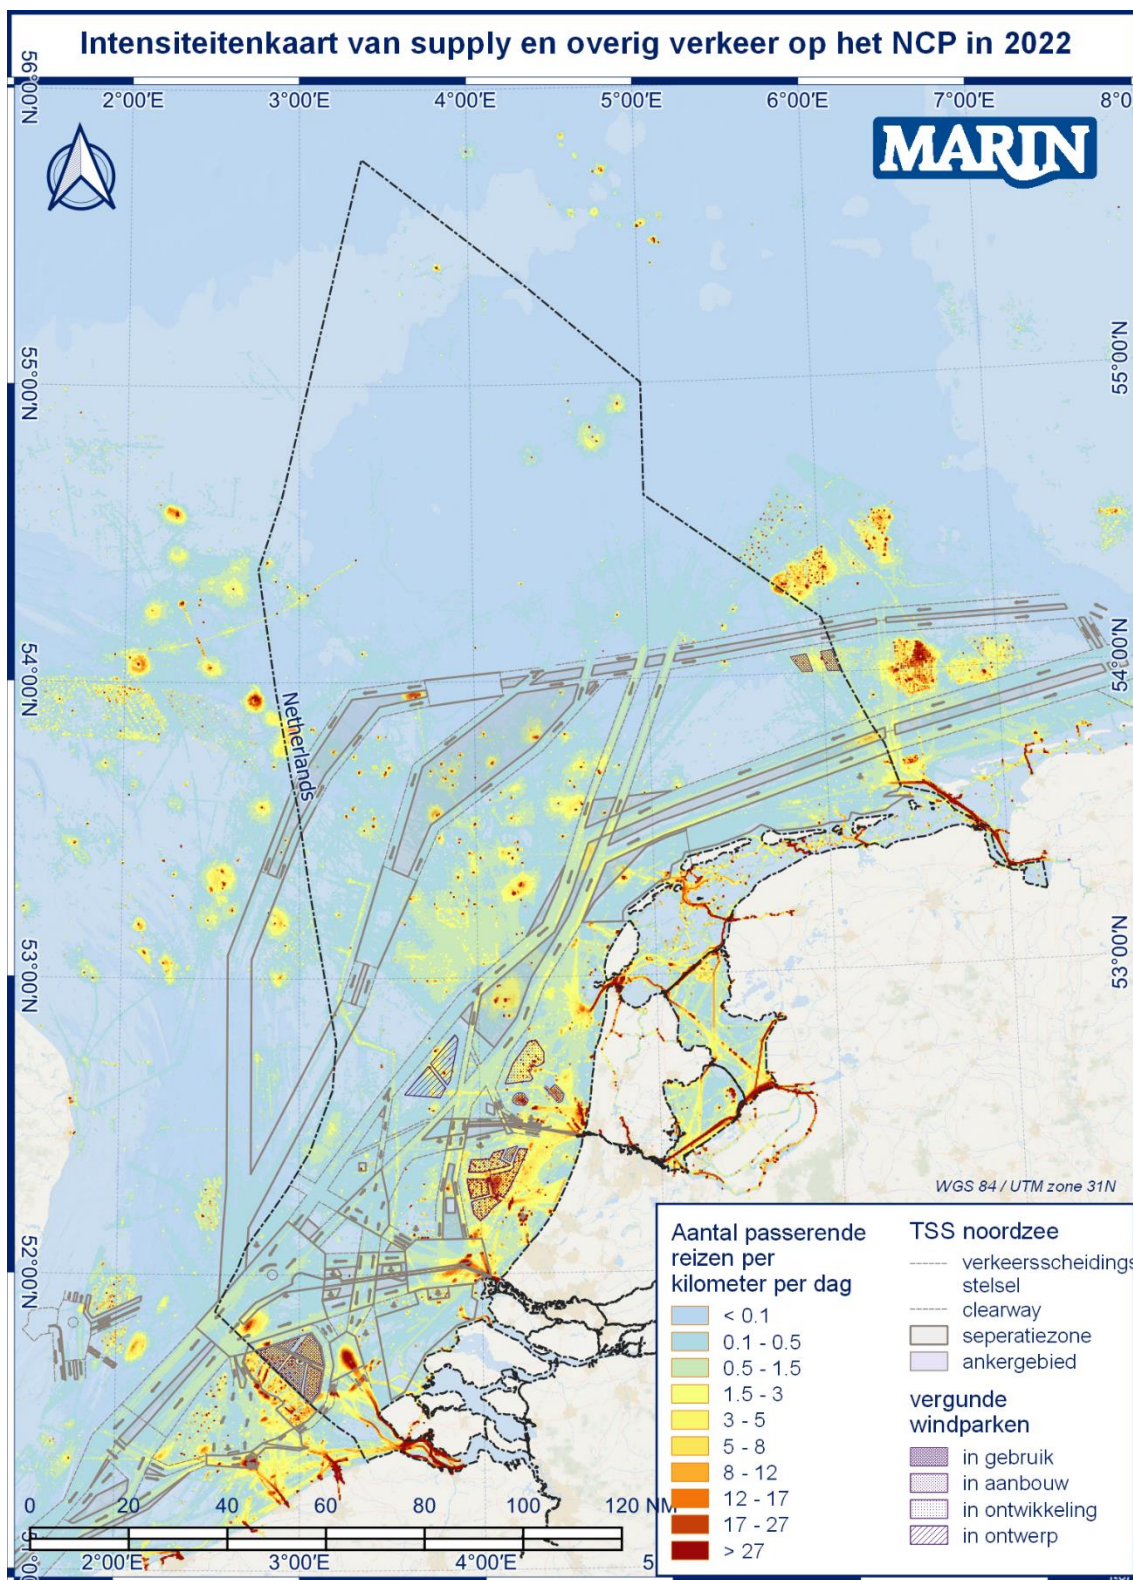 Intensiteitenkaart van supply en overig verkeer op het NCP in 2022
2°00'E 3°00'E 4°00'E 5°00'E 6°00'E 7°00'E 8°0
56°00'N
MARIN
55°00'N
55°00'N
54°00'N
54°00'N
Netherlands
53°00'N
53°00'N
52°00'N
WGS 84 / UTM zone 31N
Aantal passerende
reizen per
kilometer per dag
< 0.1
0.1 - 0.5
0.5 - 1.5
1.5 - 3
3 - 5
5 - 8
8 - 12
12 - 17
17 - 27
> 27
TSS noordzee
verkeersscheidings
stelsel
clearway
seperatiezone
ankergebied
vergunde
windparken
in gebruik
in aanbouw
in ontwikkeling
in ontwerp
0 20 40 60 80 100 120 NM
2°00'E 3°00'E 4°00'E 5